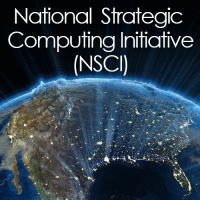 National Strategic
Computing Initiative
(NSCI)